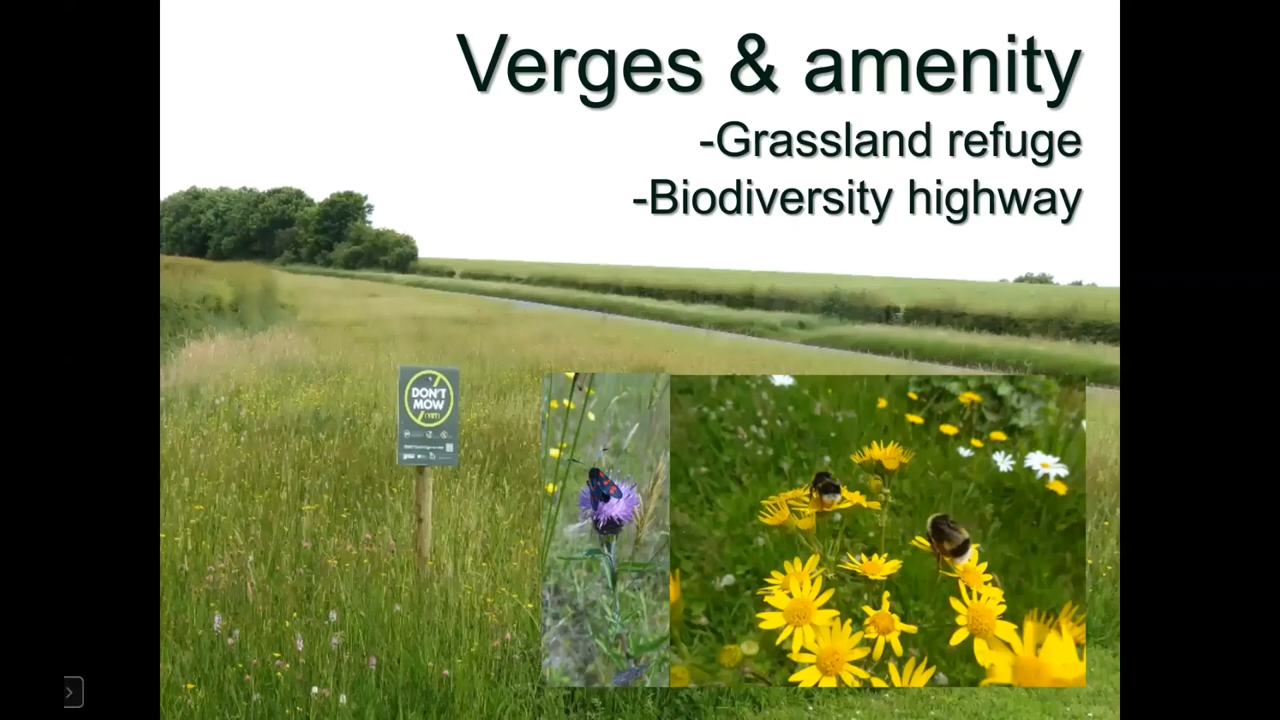 Verges & amenity
-Grassland refuge
-Biodiversity highway
DON'T
MOW